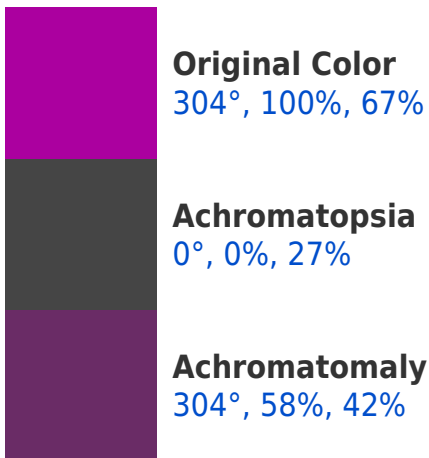 Original Color
304°, 100%, 67%
Achromatopsia
0°, 0%, 27%
Achromatomaly
304°, 58%, 42%